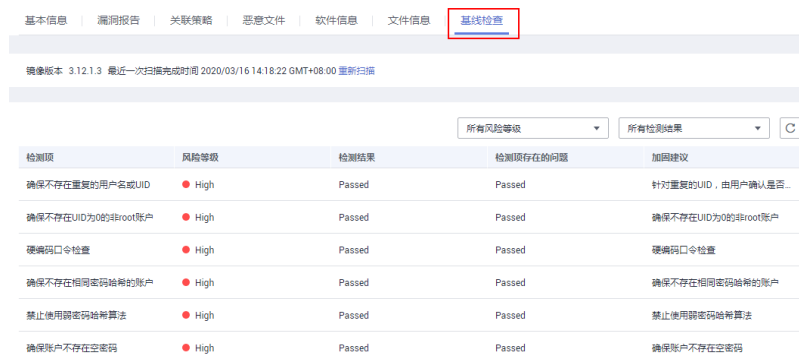 基本信息 漏洞报告 关联策略 恶意文件 软件信息 文件信息 基线检查
镜像版本 3.12.1.3 最近一次扫描完成时间 2020/03/16 14:18:22 GMT+08:00 重新扫描
所有风险等级 所有检测结果
检测项 风险等级 检测结果 检测项存在的问题 加固建议
确保不存在重复的用户名或UID High Passed Passed 针对重复的UID，由用户确认是否...
确保不存在UID为0的非root账户 High Passed Passed 确保不存在UID为0的非root账户
硬编码口令检查 High Passed Passed 硬编码口令检查
确保不存在相同密码哈希的账户 High Passed Passed 确保不存在相同密码哈希的账户
禁止使用弱密码哈希算法 High Passed Passed 禁止使用弱密码哈希算法
确保账户不存在空密码 High Passed Passed 确保账户不存在空密码